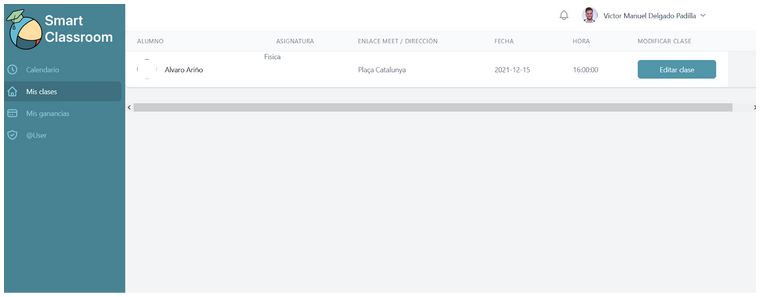 Smart
Classroom
Victor Manuel Delgado Padilla
Calendario
Mis clases
Mis ganancias
@User
ALUMNO ASIGNATURA ENLACE MEET / DIRECCIÓN FECHA HORA MODIFICAR CLASE
Alvaro Ariño Fisica Plaça Catalunya 2021-12-15 16:00:00 Editar clase